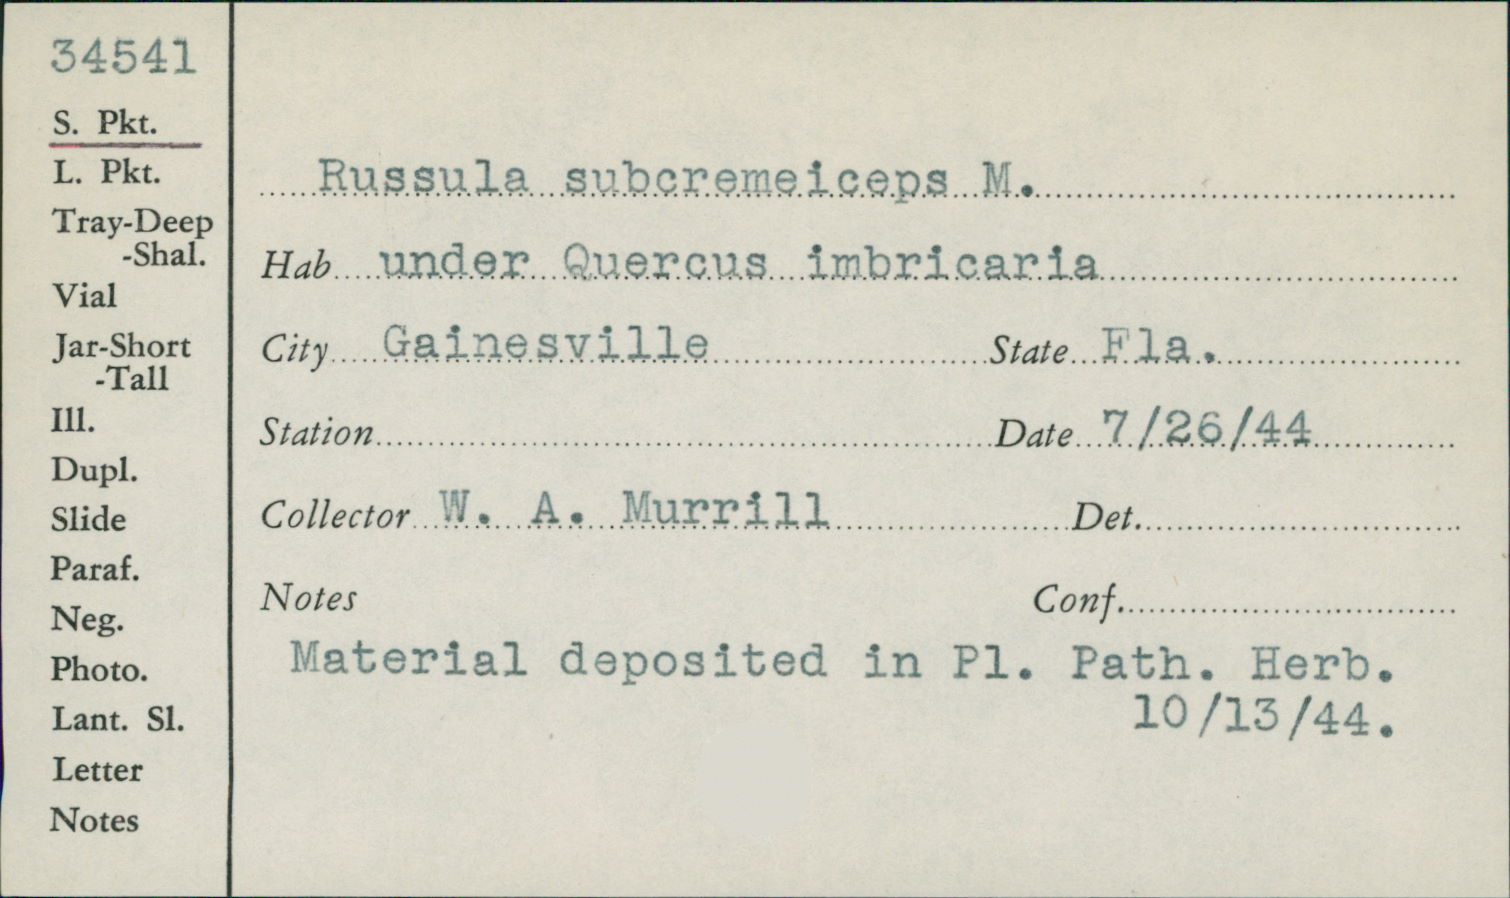 34541
S. Pkt.
L. Pkt.
Tray-Deep
-Shal.
Vial
Jar-Short
-Tall
Ill.
Dupl.
Slide
Paraf.
Neg.
Photo.
Lant. Sl.
Letter
Notes
Russula subcremeiceps M.
Hab under Quercus imbricaria
City Gainesville State Fla.
Station Date 7/26/44
Collector W. A. Murrill Det.
Notes Conf.
Material deposited in Pl. Path. Herb.
10/13/44.